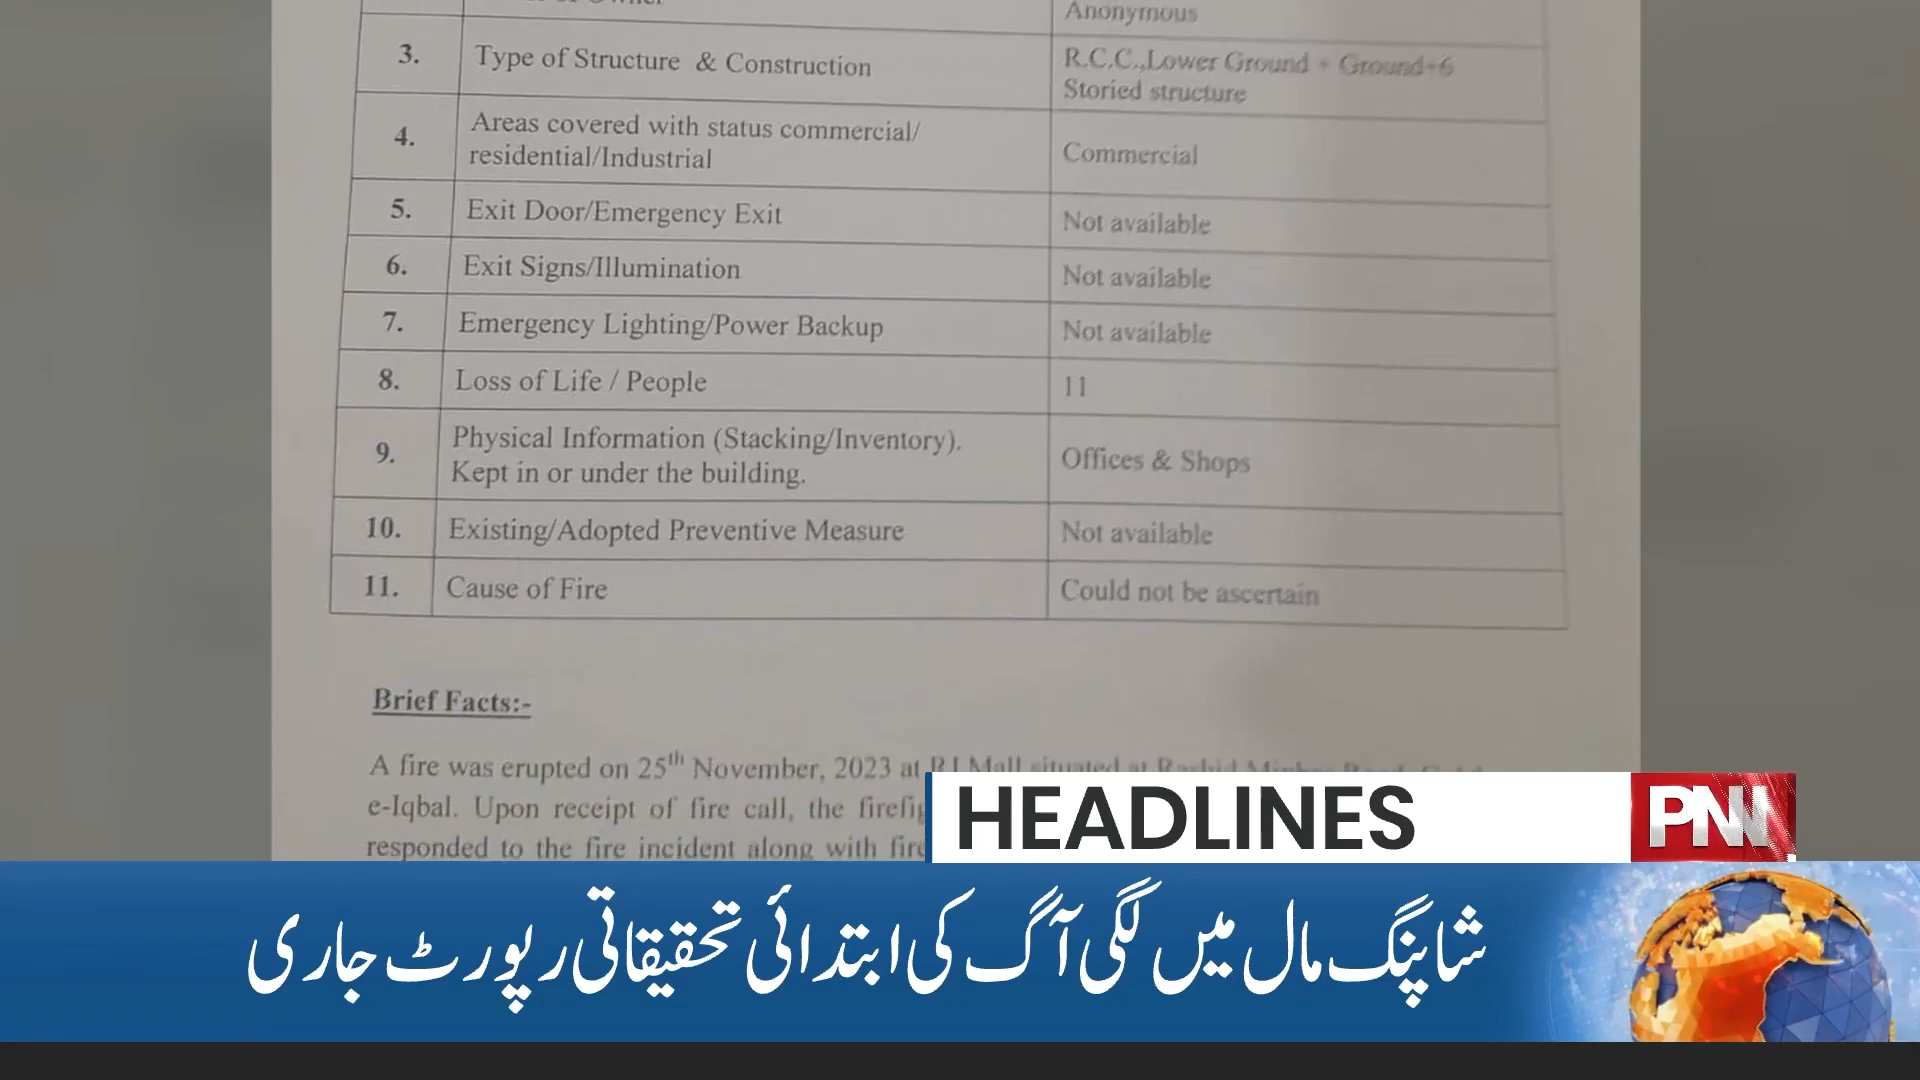 Anonymous
3. Type of Structure & Construction
R.C.C.,Lower Ground + Ground+6
Storied structure
4. Areas covered with status commercial/
residential/Industrial
Commercial
5. Exit Door/Emergency Exit
Not available
6. Exit Signs/Illumination
Not available
7. Emergency Lighting/Power Backup
Not available
8. Loss of Life / People
11
9. Physical Information (Stacking/Inventory).
Kept in or under the building.
Offices & Shops
10. Existing/Adopted Preventive Measure
Not available
11. Cause of Fire
Could not be ascertain
Brief Facts:-
A fire was erupted on 25th November, 2023 at RJ Mall situated at
e-Iqbal. Upon receipt of fire call, the
responded to the fire incident along with fire
HEADLINES
PNN
شاپنگ مال میں لگی آگ کی ابتدائی تحقیقاتی رپورٹ جاری